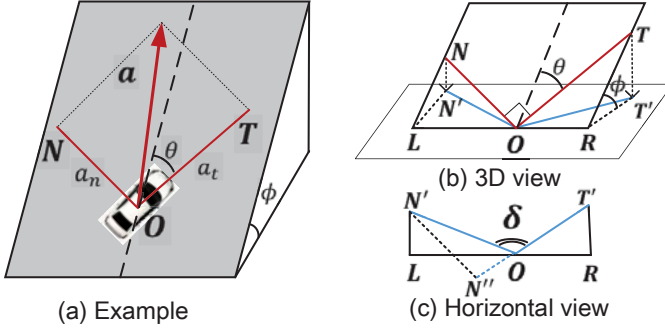 a
N
T
θ
a_n
a_t
O
ϕ
(a) Example
N
T
θ
ϕ
N'
T'
L
O
R
(b) 3D view
N'
T'
δ
L
O
R
N''
(c) Horizontal view